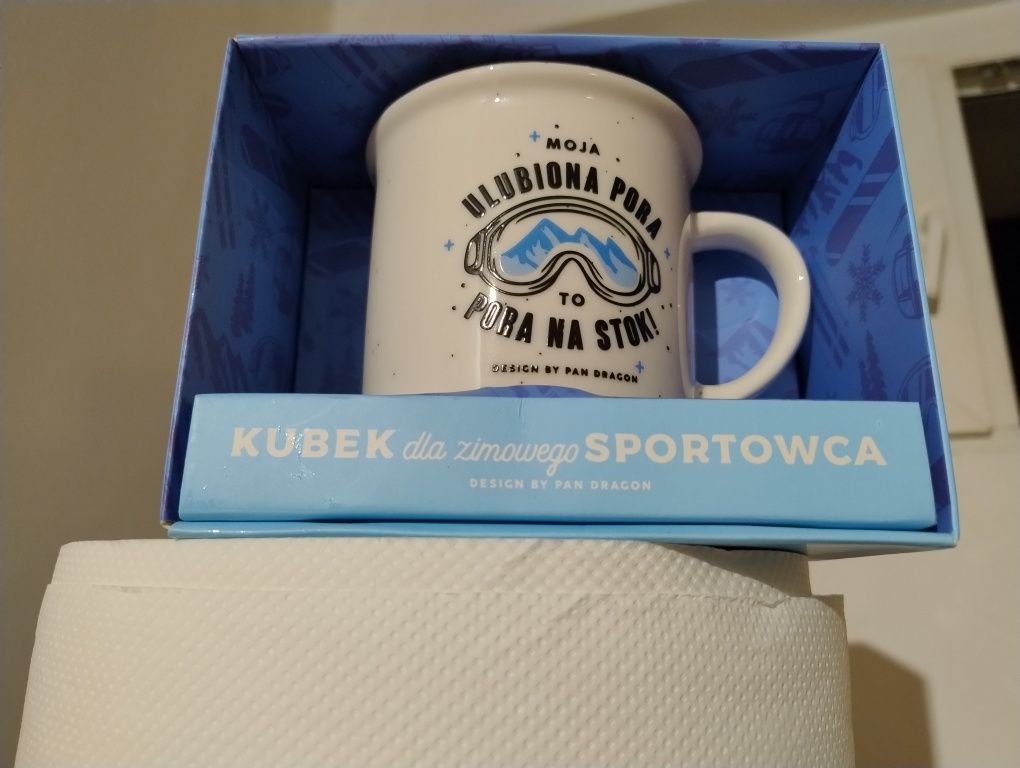 MOJA
ULUBIONA PORA
TO
PORA NA STOK!
DESIGN BY PAN DRAGON
KUBEK dla zimowego SPORTOWCA
DESIGN BY PAN DRAGON